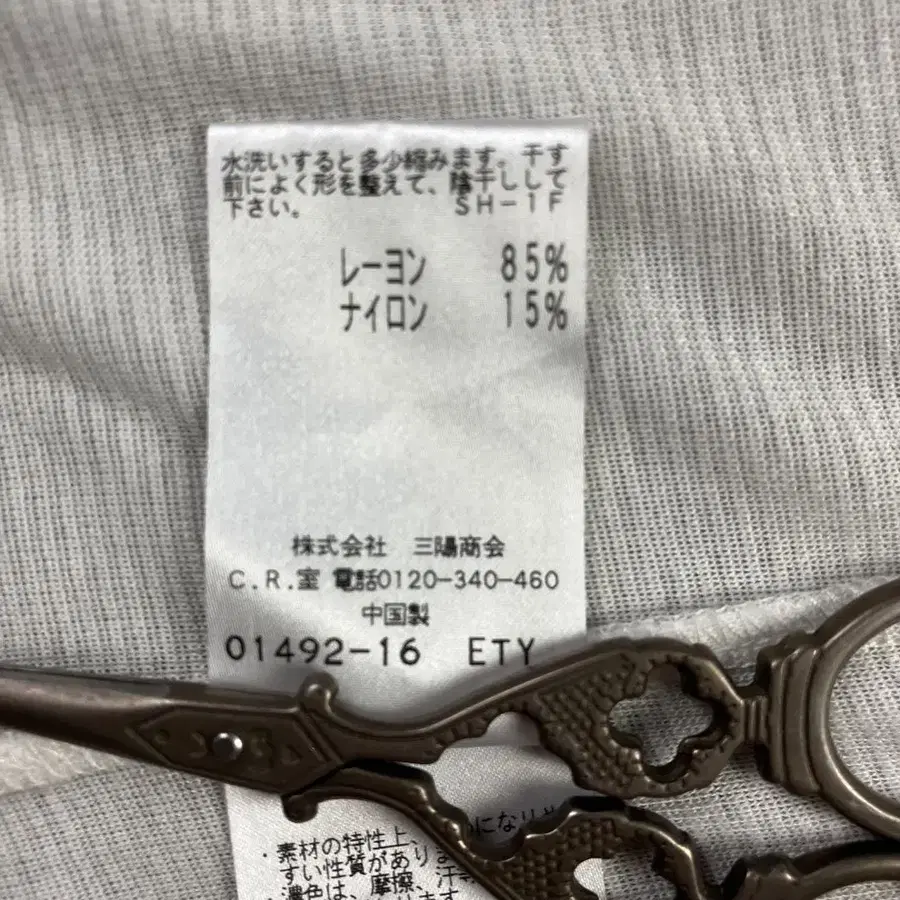 水洗いすると多少縮みます。干す
前によく形を整えて、陰干しして
下さい。 SH-1F
レーヨン 85%
ナイロン 15%
株式会社 三陽商会
C.R.室 電話0120-340-460
中国製
01492-16 ETY
・素材の特性上、 になり
すい性質があります
・濃色は、摩擦、汗